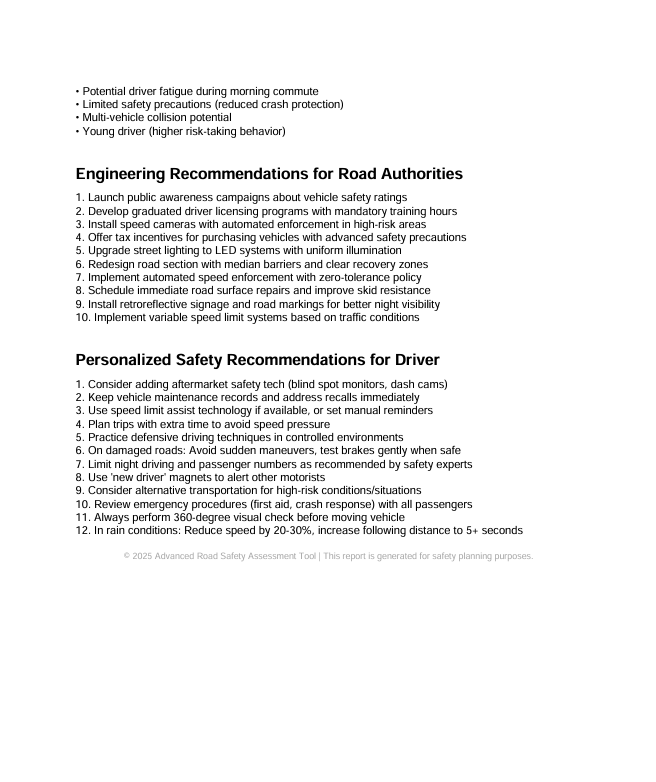 • Potential driver fatigue during morning commute
• Limited safety precautions (reduced crash protection)
• Multi-vehicle collision potential
• Young driver (higher risk-taking behavior)
Engineering Recommendations for Road Authorities
1. Launch public awareness campaigns about vehicle safety ratings
2. Develop graduated driver licensing programs with mandatory training hours
3. Install speed cameras with automated enforcement in high-risk areas
4. Offer tax incentives for purchasing vehicles with advanced safety precautions
5. Upgrade street lighting to LED systems with uniform illumination
6. Redesign road section with median barriers and clear recovery zones
7. Implement automated speed enforcement with zero-tolerance policy
8. Schedule immediate road surface repairs and improve skid resistance
9. Install retroreflective signage and road markings for better night visibility
10. Implement variable speed limit systems based on traffic conditions
Personalized Safety Recommendations for Driver
1. Consider adding aftermarket safety tech (blind spot monitors, dash cams)
2. Keep vehicle maintenance records and address recalls immediately
3. Use speed limit assist technology if available, or set manual reminders
4. Plan trips with extra time to avoid speed pressure
5. Practice defensive driving techniques in controlled environments
6. On damaged roads: Avoid sudden maneuvers, test brakes gently when safe
7. Limit night driving and passenger numbers as recommended by safety experts
8. Use 'new driver' magnets to alert other motorists
9. Consider alternative transportation for high-risk conditions/situations
10. Review emergency procedures (first aid, crash response) with all passengers
11. Always perform 360-degree visual check before moving vehicle
12. In rain conditions: Reduce speed by 20-30%, increase following distance to 5+ seconds
© 2025 Advanced Road Safety Assessment Tool | This report is generated for safety planning purposes.